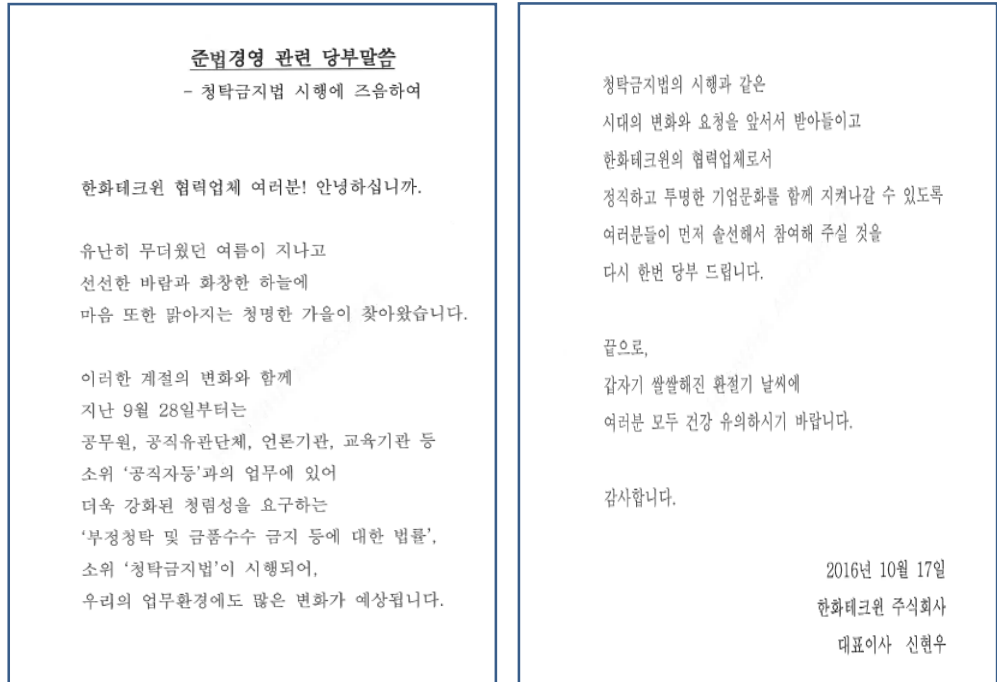 준법경영 관련 당부말씀
- 청탁금지법 시행에 즈음하여
한화테크윈 협력업체 여러분! 안녕하십니까.
유난히 무더웠던 여름이 지나고
선선한 바람과 화창한 하늘에
마음 또한 맑아지는 청명한 가을이 찾아왔습니다.
이러한 계절의 변화와 함께
지난 9월 28일부터는
공무원, 공직유관단체, 언론기관, 교육기관 등
소위 '공직자등'과의 업무에 있어
더욱 강화된 청렴성을 요구하는
'부정청탁 및 금품수수 금지 등에 대한 법률',
소위 '청탁금지법'이 시행되어,
우리의 업무환경에도 많은 변화가 예상됩니다.
청탁금지법의 시행과 같은
시대의 변화와 요청을 앞서서 받아들이고
한화테크윈의 협력업체로서
정직하고 투명한 기업문화를 함께 지켜나갈 수 있도록
여러분들이 먼저 솔선해서 참여해 주실 것을
다시 한번 당부 드립니다.
끝으로,
갑자기 쌀쌀해진 환절기 날씨에
여러분 모두 건강 유의하시기 바랍니다.
감사합니다.
2016년 10월 17일
한화테크윈 주식회사
대표이사 신현우